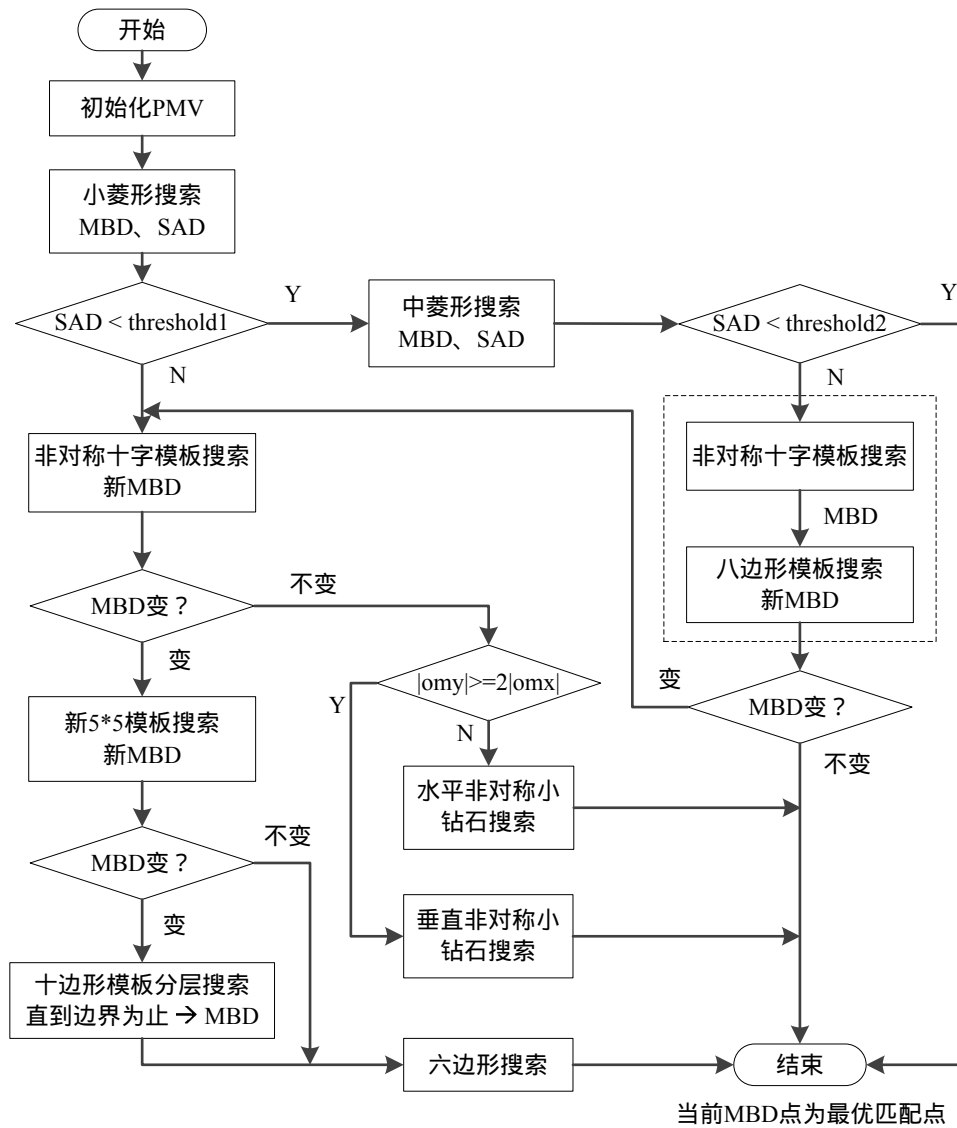 开始
初始化PMV
小菱形搜索
MBD、SAD
SAD < threshold1
Y
中菱形搜索
MBD、SAD
SAD < threshold2
Y
N
N
非对称十字模板搜索
新MBD
非对称十字模板搜索
MBD
八边形模板搜索
新MBD
MBD变？
不变
变
|omy|>=2|omx|
Y
N
变
MBD变？
不变
新5*5模板搜索
新MBD
水平非对称小
钻石搜索
MBD变？
不变
变
垂直非对称小
钻石搜索
十边形模板分层搜索
直到边界为止→MBD
六边形搜索
结束
当前MBD点为最优匹配点